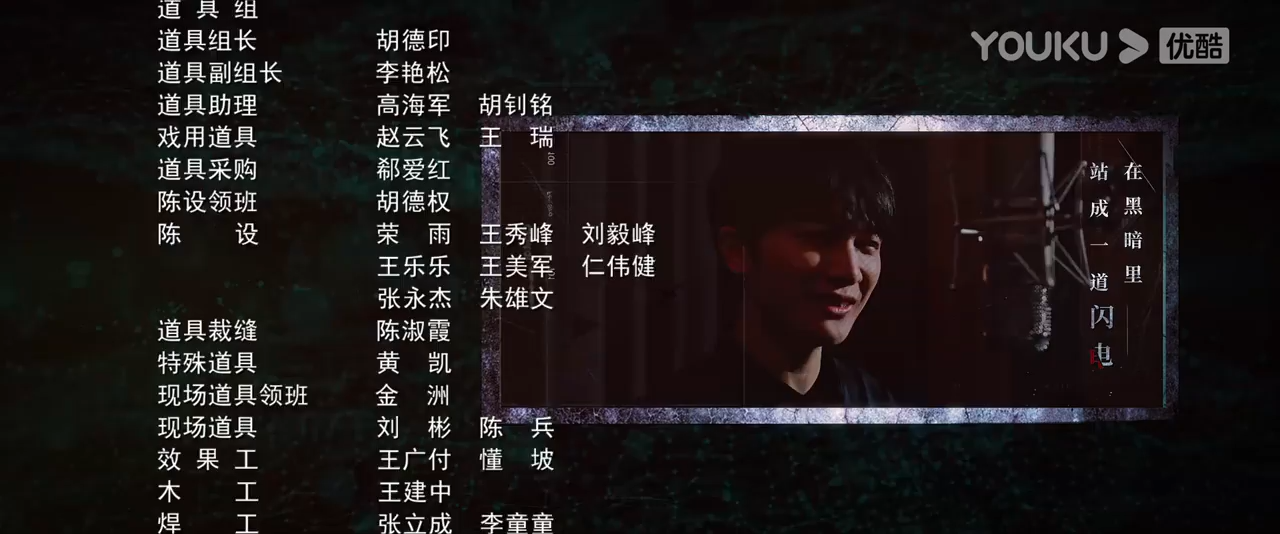 道具组
道具组长 胡德印
道具副组长 李艳松
道具助理 高海军 胡钊铭
戏用道具 赵云飞 王瑞
道具采购 郗爱红
陈设领班 胡德权
陈设 荣雨 王秀峰 刘毅峰
王乐乐 王美军 仁伟健
张永杰 朱雄文
道具裁缝 陈淑霞
特殊道具 黄凯
现场道具领班 金洲
现场道具 刘彬 陈兵
效果工 王广付 懂坡
木工 王建中
焊工 张立成 李童童
YOUKU 优酷
在黑暗里
站成一道闪电